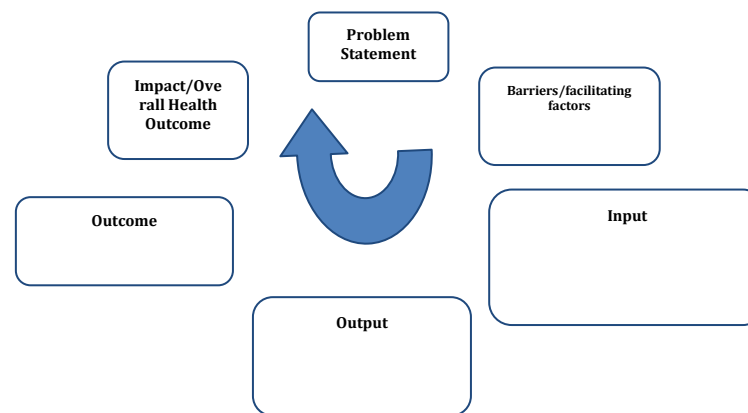 Problem
Statement
Impact/Ove
rall Health
Outcome
Barriers/facilitating
factors
Outcome
Input
Output